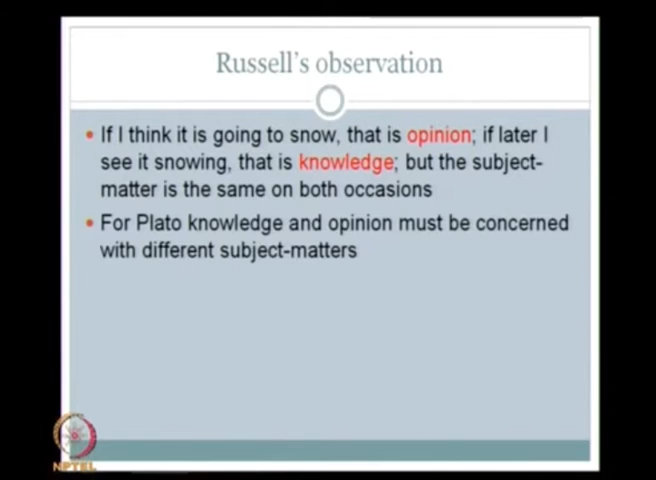 Russell's observation
• If I think it is going to snow, that is opinion; if later I
see it snowing, that is knowledge; but the subject-
matter is the same on both occasions
• For Plato knowledge and opinion must be concerned
with different subject-matters
NPTEL